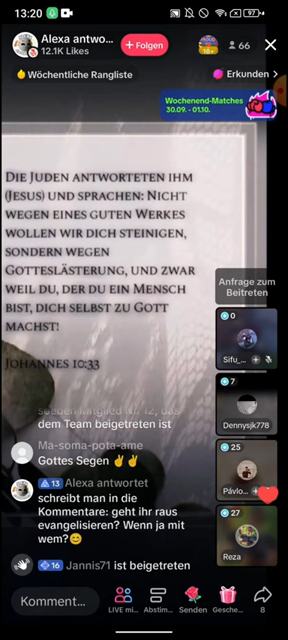 13:20
97
Alexa antwo...
12.1K Likes
+ Folgen
18+
66
Wöchentliche Rangliste
Erkunden >
Wochenend-Matches
30.09. - 01.10.
Die Juden antworteten ihm
(Jesus) und sprachen: Nicht
wegen eines guten Werkes
wollen wir dich steinigen,
sondern wegen
Gotteslästerung, und zwar
weil du, der du ein Mensch
bist, dich selbst zu Gott
machst!
Johannes 10:33
Anfrage zum
Beitreten
0
Sifu_...
7
Dennysjk778
25
Pávlo...
27
Reza
dem Team beigetreten ist
Ma-soma-pota-ame
Gottes Segen ✌✌
13 Alexa antwortet
schreibt man in die
Kommentare: geht ihr raus
evangelisieren? Wenn ja mit
wem?😊
16 Jannis71 ist beigetreten
Komment...
LIVE mi...
Abstim...
Senden
Gesche...
8